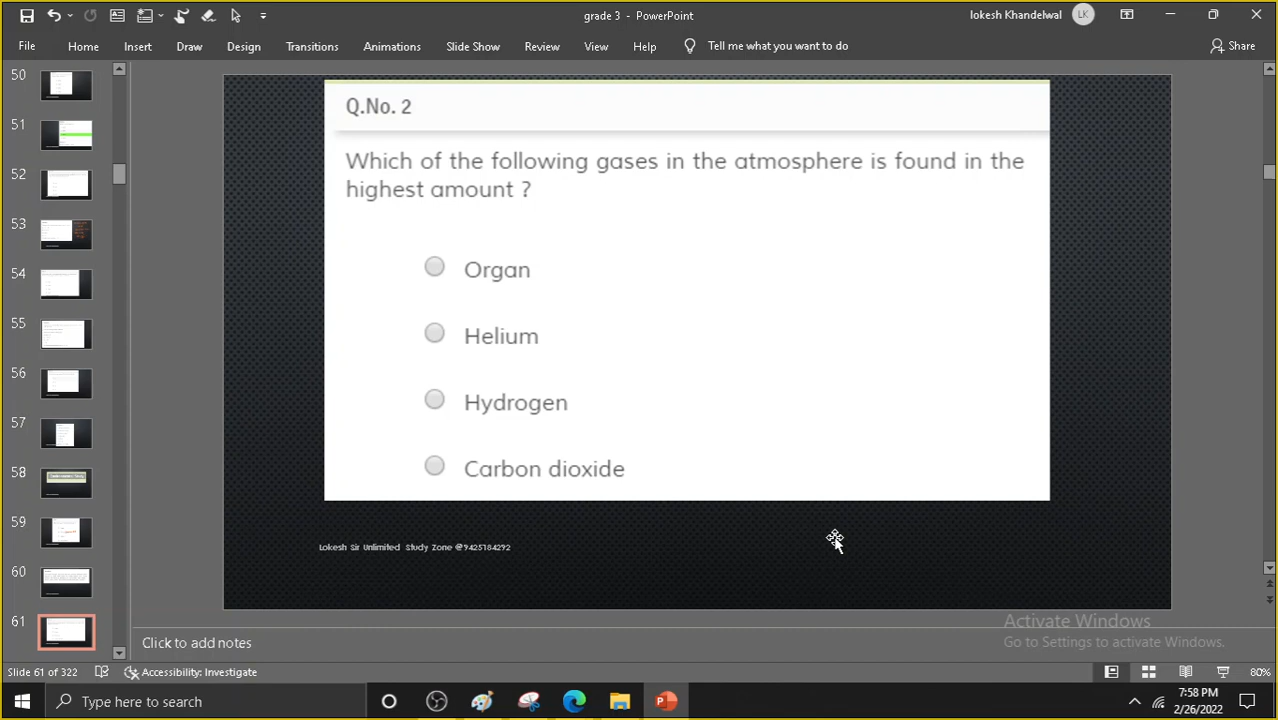 grade 3 - PowerPoint
lokesh Khandelwal
LK
File Home Insert Draw Design Transitions Animations Slide Show Review View Help Tell me what you want to do Share
50
51
52
53
54
55
56
57
58
59
60
61
Q.No. 2
Which of the following gases in the atmosphere is found in the
highest amount ?
Organ
Helium
Hydrogen
Carbon dioxide
Lokesh Sir Unlimited Study Zone @9425184292
Activate Windows
Go to Settings to activate Windows.
Click to add notes
Slide 61 of 322
Accessibility: Investigate
80%
Type here to search
7:58 PM
2/26/2022